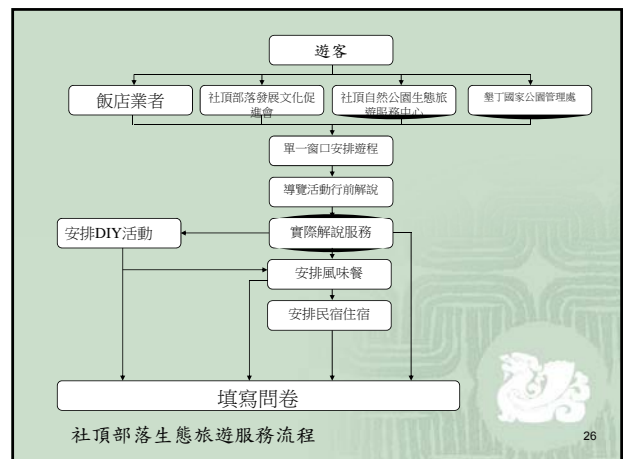 遊客
飯店業者
社頂部落發展文化促
進會
社頂自然公園生態旅
遊服務中心
墾丁國家公園管理處
單一窗口安排遊程
導覽活動行前解說
安排DIY活動
實際解說服務
安排風味餐
安排民宿住宿
填寫問卷
社頂部落生態旅遊服務流程
26